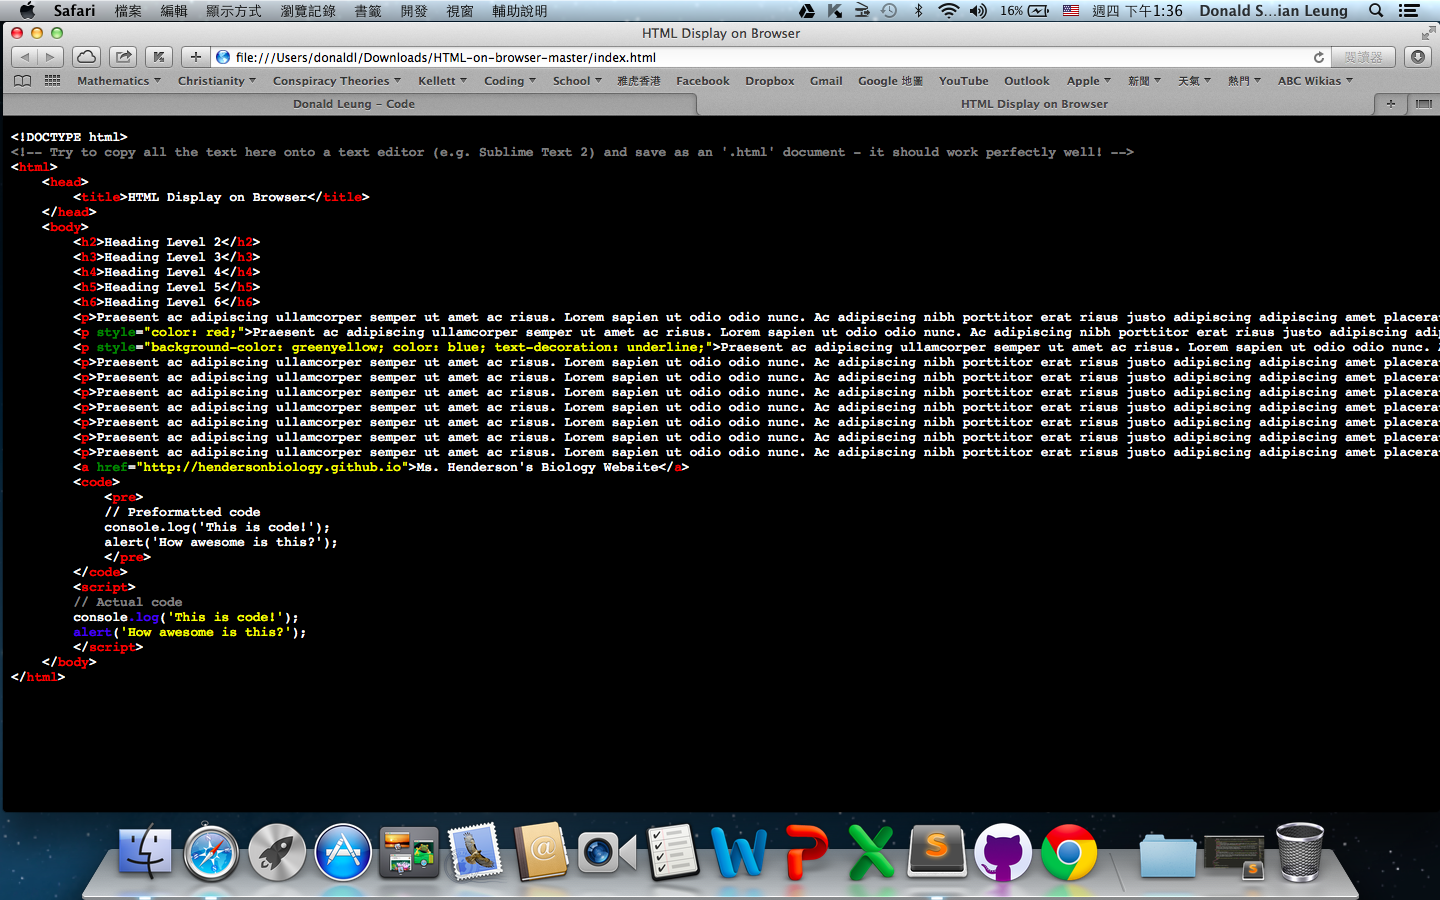 Safari 檔案 編輯 顯示方式 瀏覽記錄 書籤 開發 視窗 輔助說明 16% 週四 下午1:36 Donald S...ian Leung
HTML Display on Browser
file:///Users/donaldl/Downloads/HTML-on-browser-master/index.html 閱讀器
Mathematics Christianity Conspiracy Theories Kellett Coding School 雅虎香港 Facebook Dropbox Gmail Google 地圖 YouTube Outlook Apple 新聞 天氣 熱門 ABC Wikias
Donald Leung - Code HTML Display on Browser
<!DOCTYPE html>
<!-- Try to copy all the text here onto a text editor (e.g. Sublime Text 2) and save as an '.html' document - it should work perfectly well! -->
<html>
<head>
<title>HTML Display on Browser</title>
</head>
<body>
<h2>Heading Level 2</h2>
<h3>Heading Level 3</h3>
<h4>Heading Level 4</h4>
<h5>Heading Level 5</h5>
<h6>Heading Level 6</h6>
<p>Praesent ac adipiscing ullamcorper semper ut amet ac risus. Lorem sapien ut odio odio nunc. Ac adipiscing nibh porttitor erat risus justo adipiscing adipiscing amet placerat
<p style="color: red;">Praesent ac adipiscing ullamcorper semper ut amet ac risus. Lorem sapien ut odio odio nunc. Ac adipiscing nibh porttitor erat risus justo adipiscing adip
<p style="background-color: greenyellow; color: blue; text-decoration: underline;">Praesent ac adipiscing ullamcorper semper ut amet ac risus. Lorem sapien ut odio odio nunc. A
<p>Praesent ac adipiscing ullamcorper semper ut amet ac risus. Lorem sapien ut odio odio nunc. Ac adipiscing nibh porttitor erat risus justo adipiscing adipiscing amet placerat
<p>Praesent ac adipiscing ullamcorper semper ut amet ac risus. Lorem sapien ut odio odio nunc. Ac adipiscing nibh porttitor erat risus justo adipiscing adipiscing amet placerat
<p>Praesent ac adipiscing ullamcorper semper ut amet ac risus. Lorem sapien ut odio odio nunc. Ac adipiscing nibh porttitor erat risus justo adipiscing adipiscing amet placerat
<p>Praesent ac adipiscing ullamcorper semper ut amet ac risus. Lorem sapien ut odio odio nunc. Ac adipiscing nibh porttitor erat risus justo adipiscing adipiscing amet placerat
<p>Praesent ac adipiscing ullamcorper semper ut amet ac risus. Lorem sapien ut odio odio nunc. Ac adipiscing nibh porttitor erat risus justo adipiscing adipiscing amet placerat
<p>Praesent ac adipiscing ullamcorper semper ut amet ac risus. Lorem sapien ut odio odio nunc. Ac adipiscing nibh porttitor erat risus justo adipiscing adipiscing amet placerat
<p>Praesent ac adipiscing ullamcorper semper ut amet ac risus. Lorem sapien ut odio odio nunc. Ac adipiscing nibh porttitor erat risus justo adipiscing adipiscing amet placerat
<a href="http://hendersonbiology.github.io">Ms. Henderson's Biology Website</a>
<code>
<pre>
// Preformatted code
console.log('This is code!');
alert('How awesome is this?');
</pre>
</code>
<script>
// Actual code
console.log('This is code!');
alert('How awesome is this?');
</script>
</body>
</html>